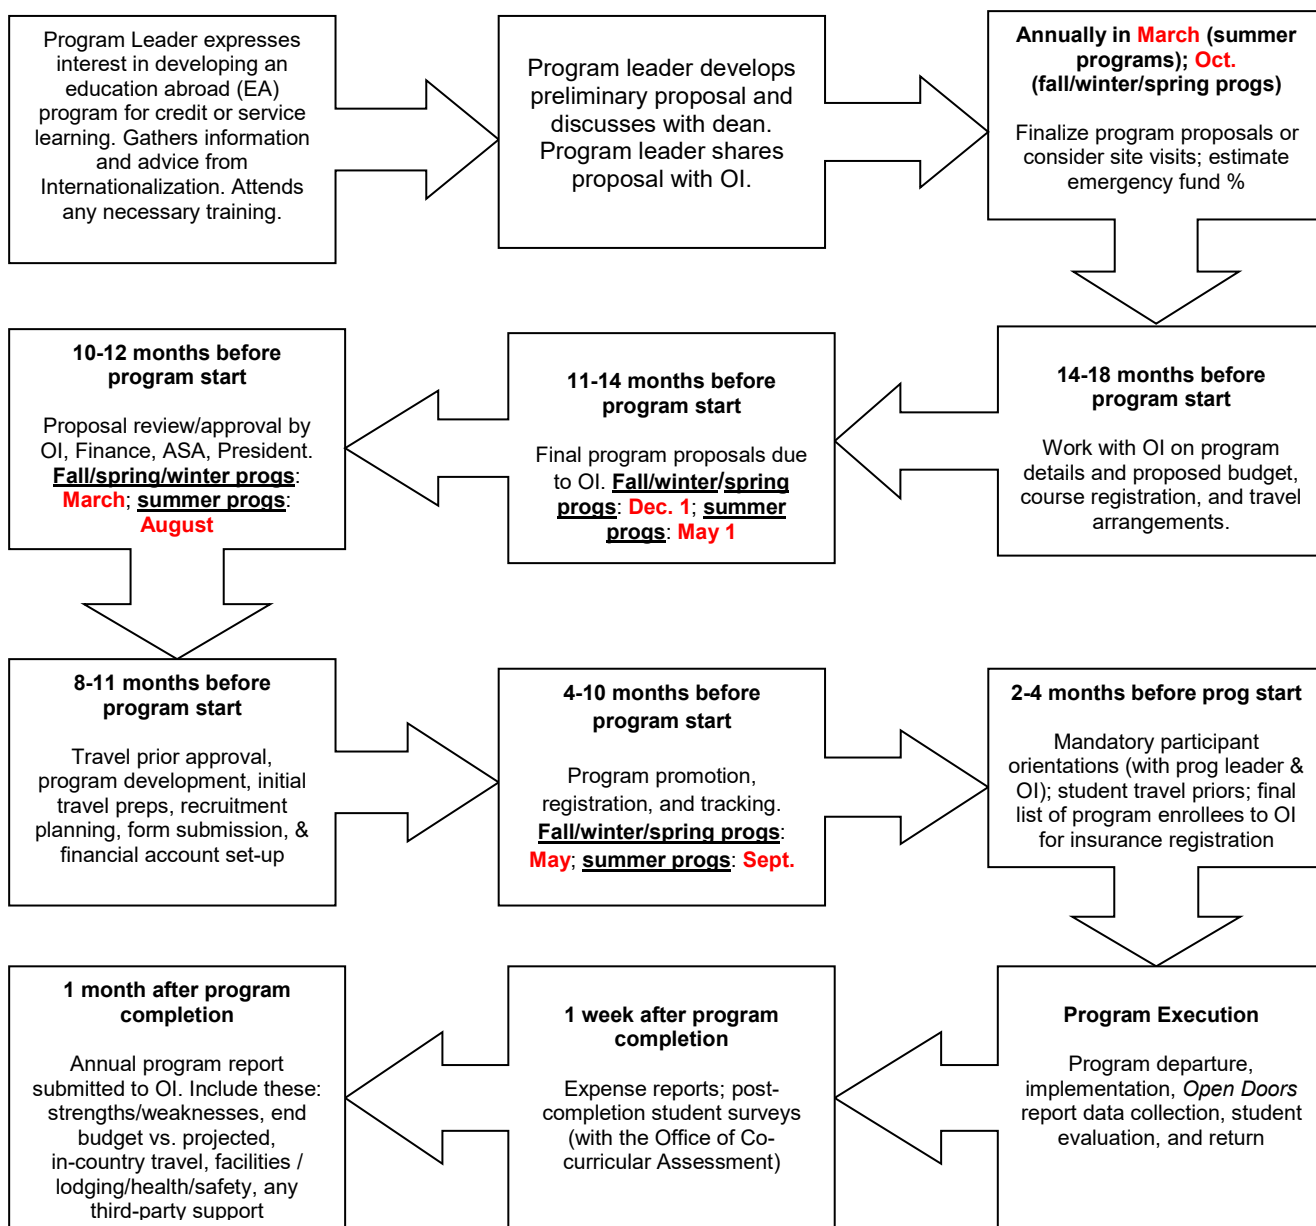 Program Leader expresses
interest in developing an
education abroad (EA)
program for credit or service
learning. Gathers information
and advice from
Internationalization. Attends
any necessary training.
Program leader develops
preliminary proposal and
discusses with dean.
Program leader shares
proposal with OI.
Annually in March (summer
programs); Oct.
(fall/winter/spring progs)
Finalize program proposals or
consider site visits; estimate
emergency fund %
14-18 months before
program start
Work with OI on program
details and proposed budget,
course registration, and travel
arrangements.
11-14 months before
program start
Final program proposals due
to OI. Fall/winter/spring
progs: Dec. 1; summer
progs: May 1
10-12 months before
program start
Proposal review/approval by
OI, Finance, ASA, President.
Fall/spring/winter progs:
March; summer progs:
August
8-11 months before
program start
Travel prior approval,
program development, initial
travel preps, recruitment
planning, form submission, &
financial account set-up
4-10 months before
program start
Program promotion,
registration, and tracking.
Fall/winter/spring progs:
May; summer progs: Sept.
2-4 months before prog start
Mandatory participant
orientations (with prog leader &
OI); student travel priors; final
list of program enrollees to OI
for insurance registration
Program Execution
Program departure,
implementation, Open Doors
report data collection, student
evaluation, and return
1 week after program
completion
Expense reports; post-
completion student surveys
(with the Office of Co-
curricular Assessment)
1 month after program
completion
Annual program report
submitted to OI. Include these:
strengths/weaknesses, end
budget vs. projected,
in-country travel, facilities /
lodging/health/safety, any
third-party support